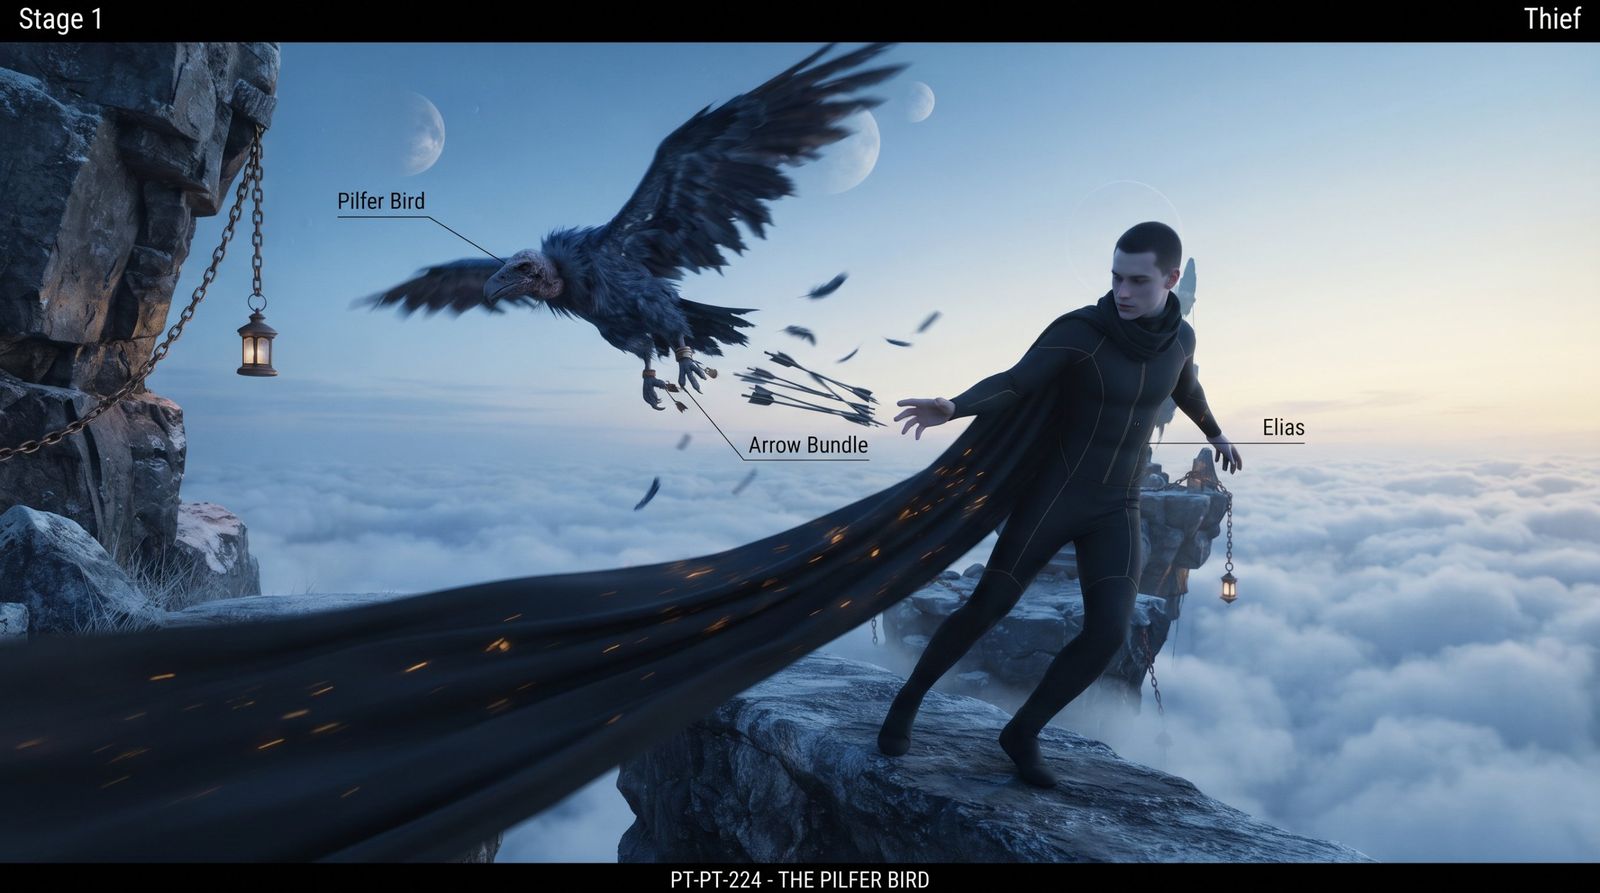 Stage 1
Thief
Pilfer Bird
Elias
Arrow Bundle
PT-PT-224 - THE PILFER BIRD